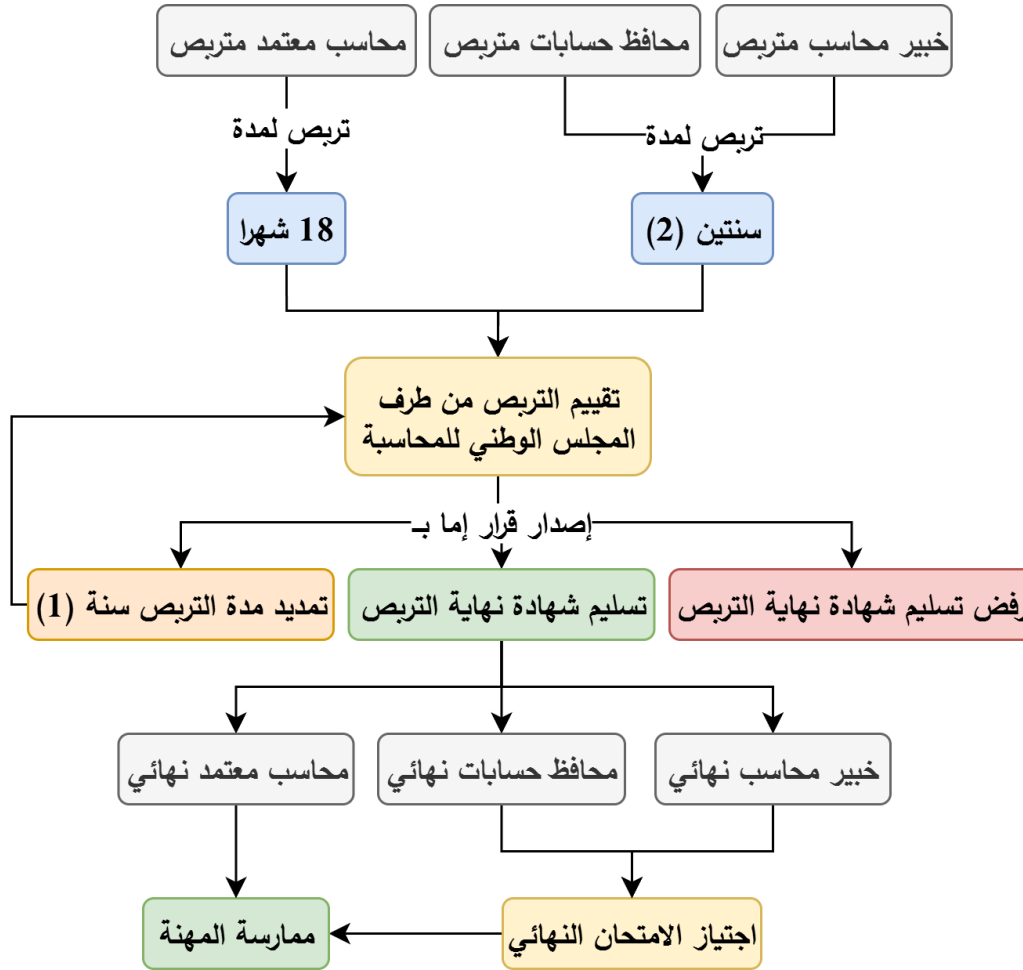 خبير محاسب متربص
محافظ حسابات متربص
محاسب معتمد متربص
تربص لمدة
تربص لمدة
سنتين (2)
18 شهرا
تقييم التربص من طرف
المجلس الوطني للمحاسبة
إصدار قرار إما بـ
رفض تسليم شهادة نهاية التربص
تسليم شهادة نهاية التربص
تمديد مدة التربص سنة (1)
خبير محاسب نهائي
محافظ حسابات نهائي
محاسب معتمد نهائي
اجتياز الامتحان النهائي
ممارسة المهنة